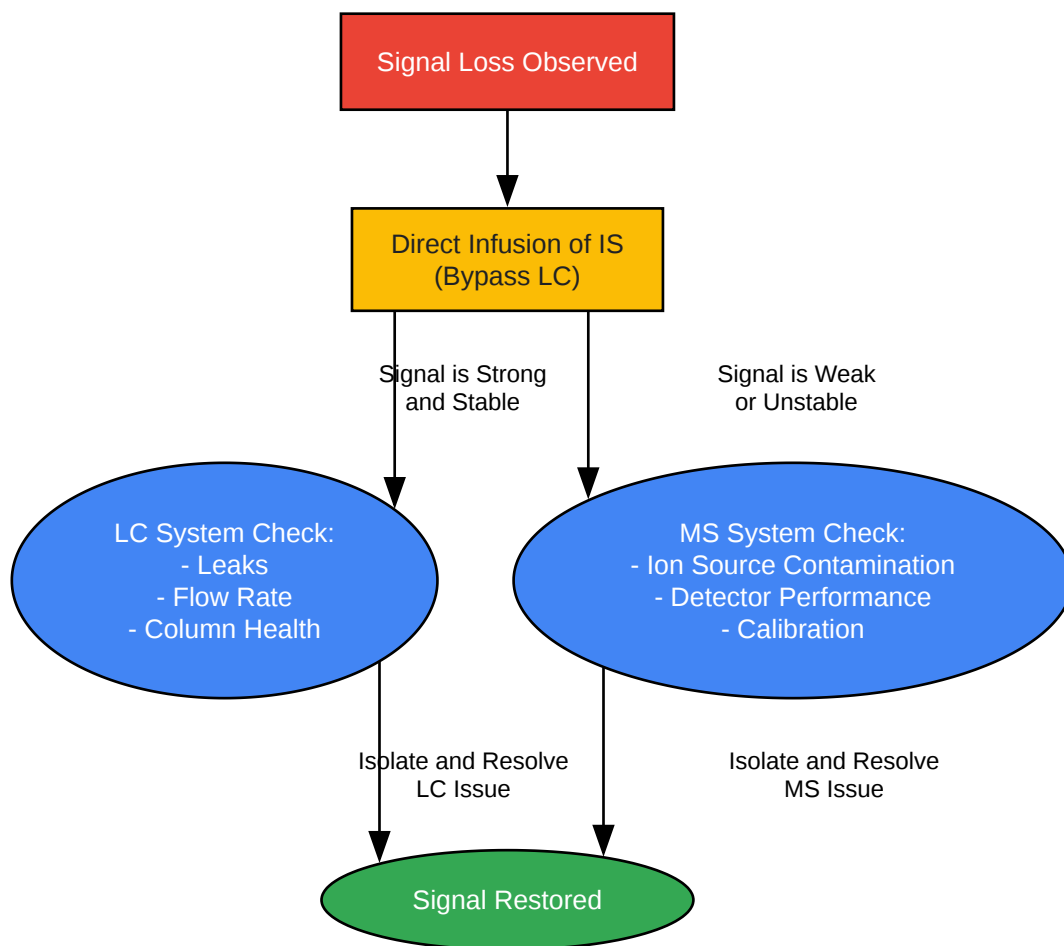 Signal Loss Observed
Direct Infusion of IS
(Bypass LC)
Signal is Strong
and Stable
Signal is Weak
or Unstable
LC System Check:
- Leaks
- Flow Rate
- Column Health
MS System Check:
- Ion Source Contamination
- Detector Performance
- Calibration
Isolate and Resolve
LC Issue
Isolate and Resolve
MS Issue
Signal Restored